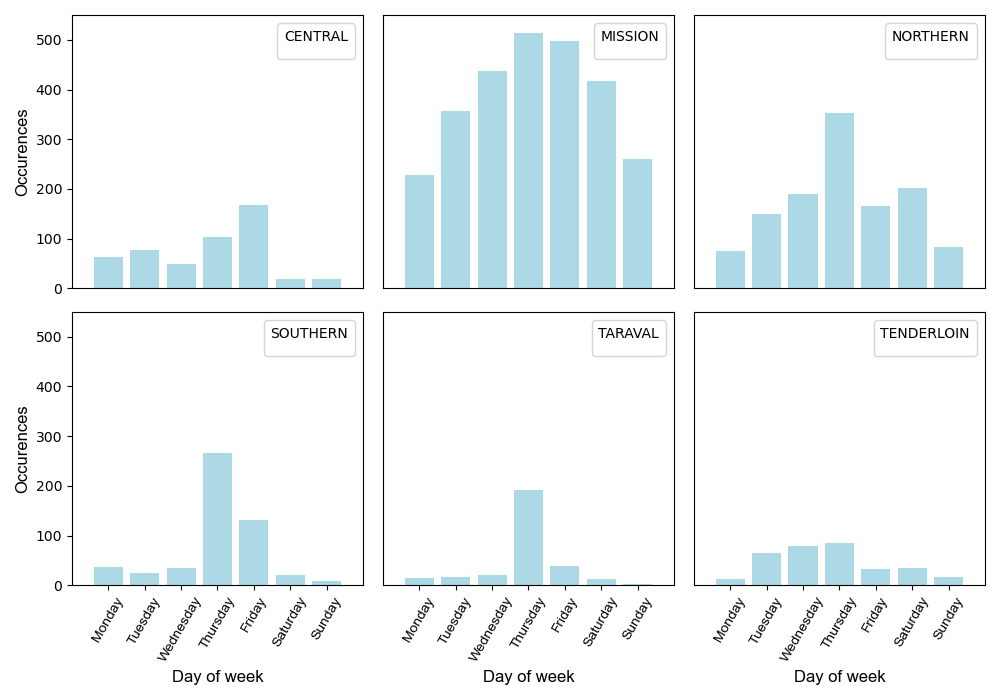 CENTRAL
MISSION
NORTHERN
500
400
300
200
100
0
Occurences
SOUTHERN
TARAVAL
TENDERLOIN
500
400
300
200
100
0
Occurences
Monday
Tuesday
Wednesday
Thursday
Friday
Saturday
Sunday
Day of week
Monday
Tuesday
Wednesday
Thursday
Friday
Saturday
Sunday
Day of week
Monday
Tuesday
Wednesday
Thursday
Friday
Saturday
Sunday
Day of week